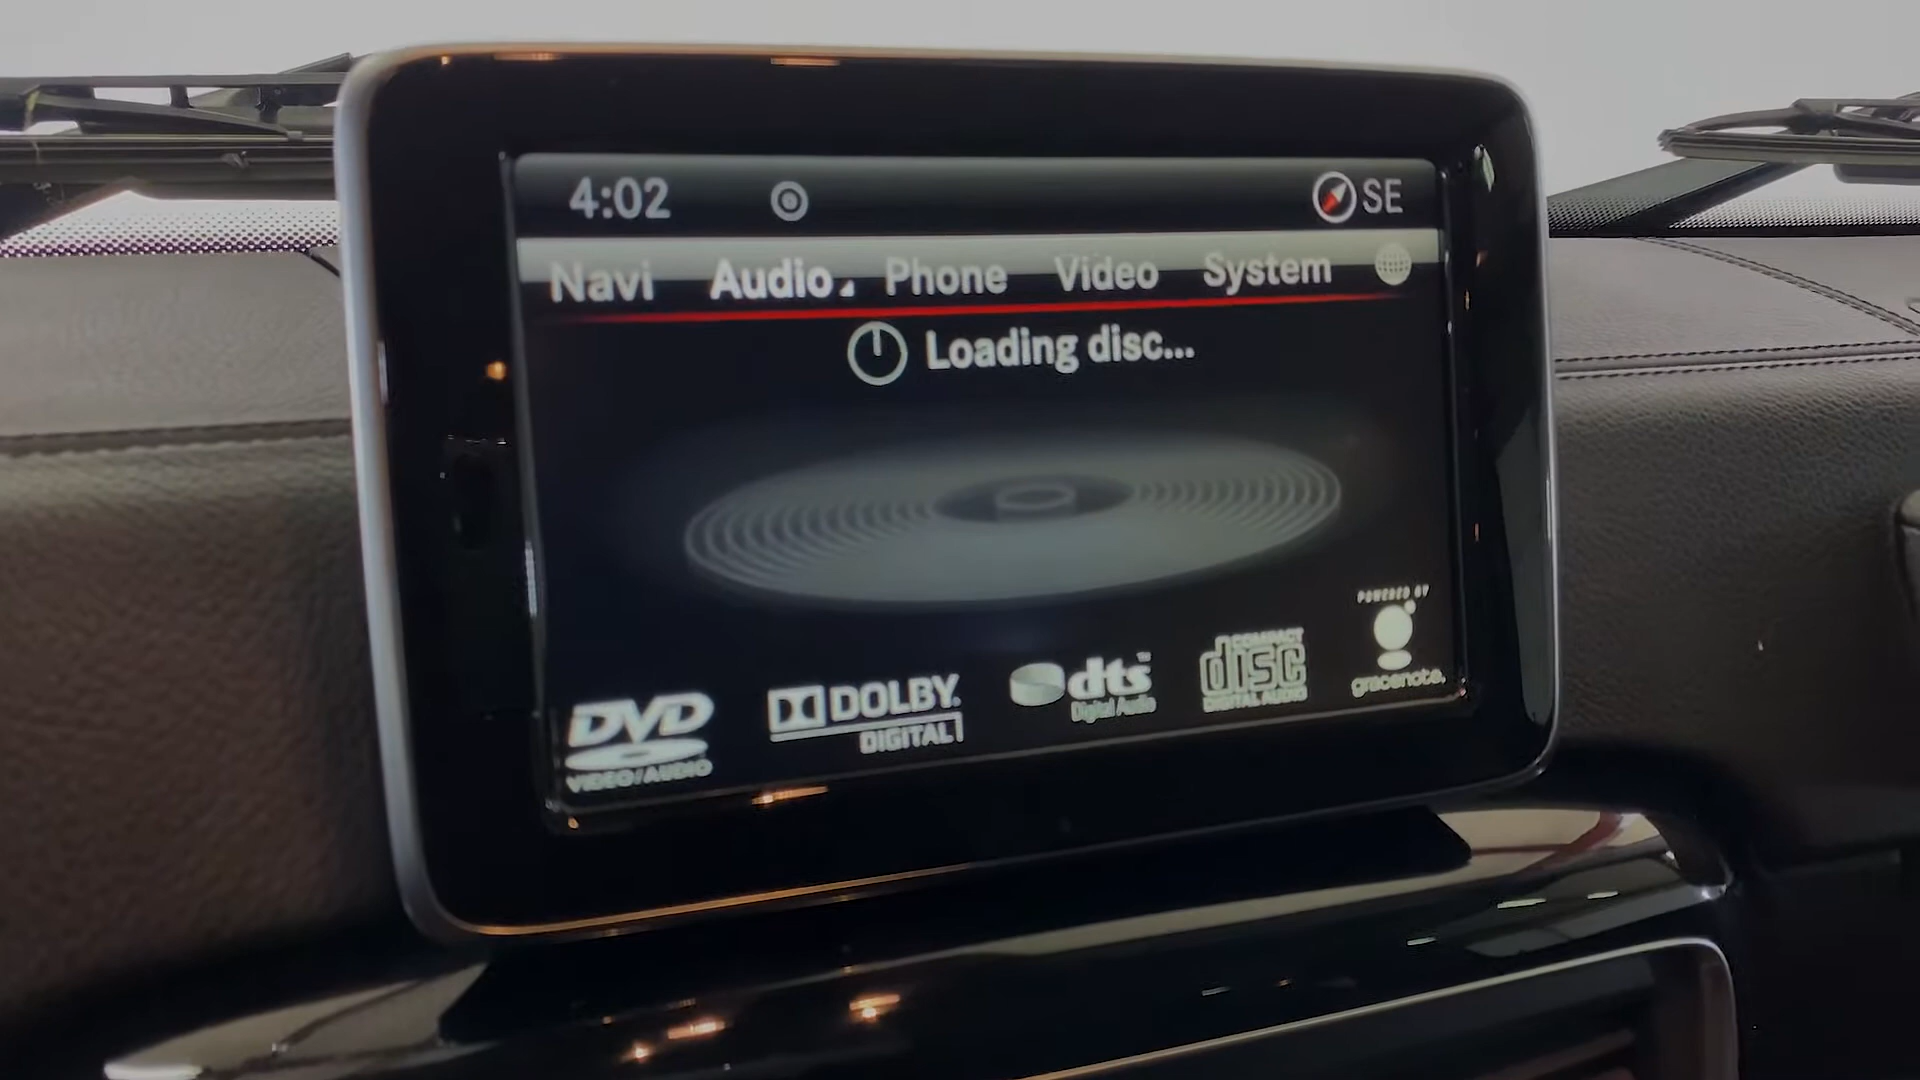 4:02 SE
Navi Audio Phone Video System
Loading disc...
POWERED BY
gracenote.
COMPACT
disc
DIGITAL AUDIO
dts™
Digital Audio
DOLBY.
DIGITAL
DVD
VIDEO/AUDIO